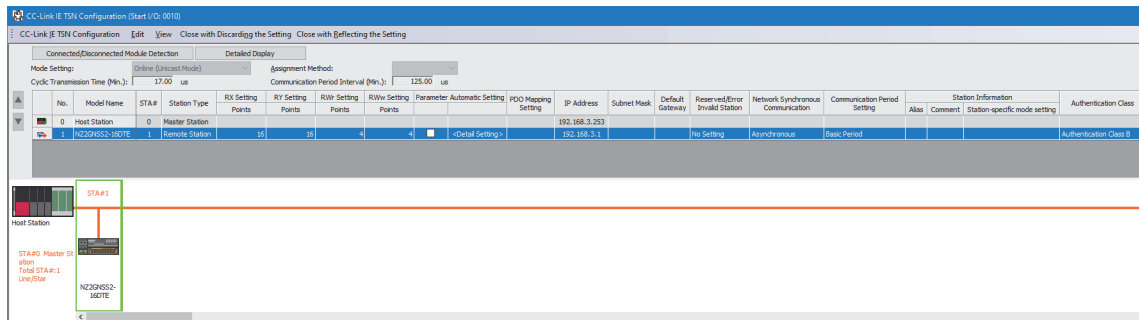 CC-Link IE TSN Configuration (Start I/O: 0010)
CC-Link IE TSN Configuration Edit View Close with Discarding the Setting Close with Reflecting the Setting
Connected/Disconnected Module Detection Detailed Display
Mode Setting: Online (Unicast Mode) Assignment Method:
Cyclic Transmission Time (Min.): 17.00 us Communication Period Interval (Min.): 125.00 us
No. Model Name STA# Station Type RX Setting RY Setting RWr Setting RWw Setting Parameter Automatic Setting PDO Mapping Setting IP Address Subnet Mask Default Gateway Reserved/Error Invalid Station Network Synchronous Communication Communication Period Setting Station Information Authentication Class
Points Points Points Points Alias Comment Station-specific mode setting
0 Host Station 0 Master Station 192.168.3.253
1 NZ2GNSS2-16DTE 1 Remote Station 16 16 4 4 <Detail Setting> 192.168.3.1 No Setting Asynchronous Basic Period Authentication Class B
STA#1
Host Station
STA#0 Master St
ation
Total STA#:1
Line/Star
NZ2GNSS2-
16DTE